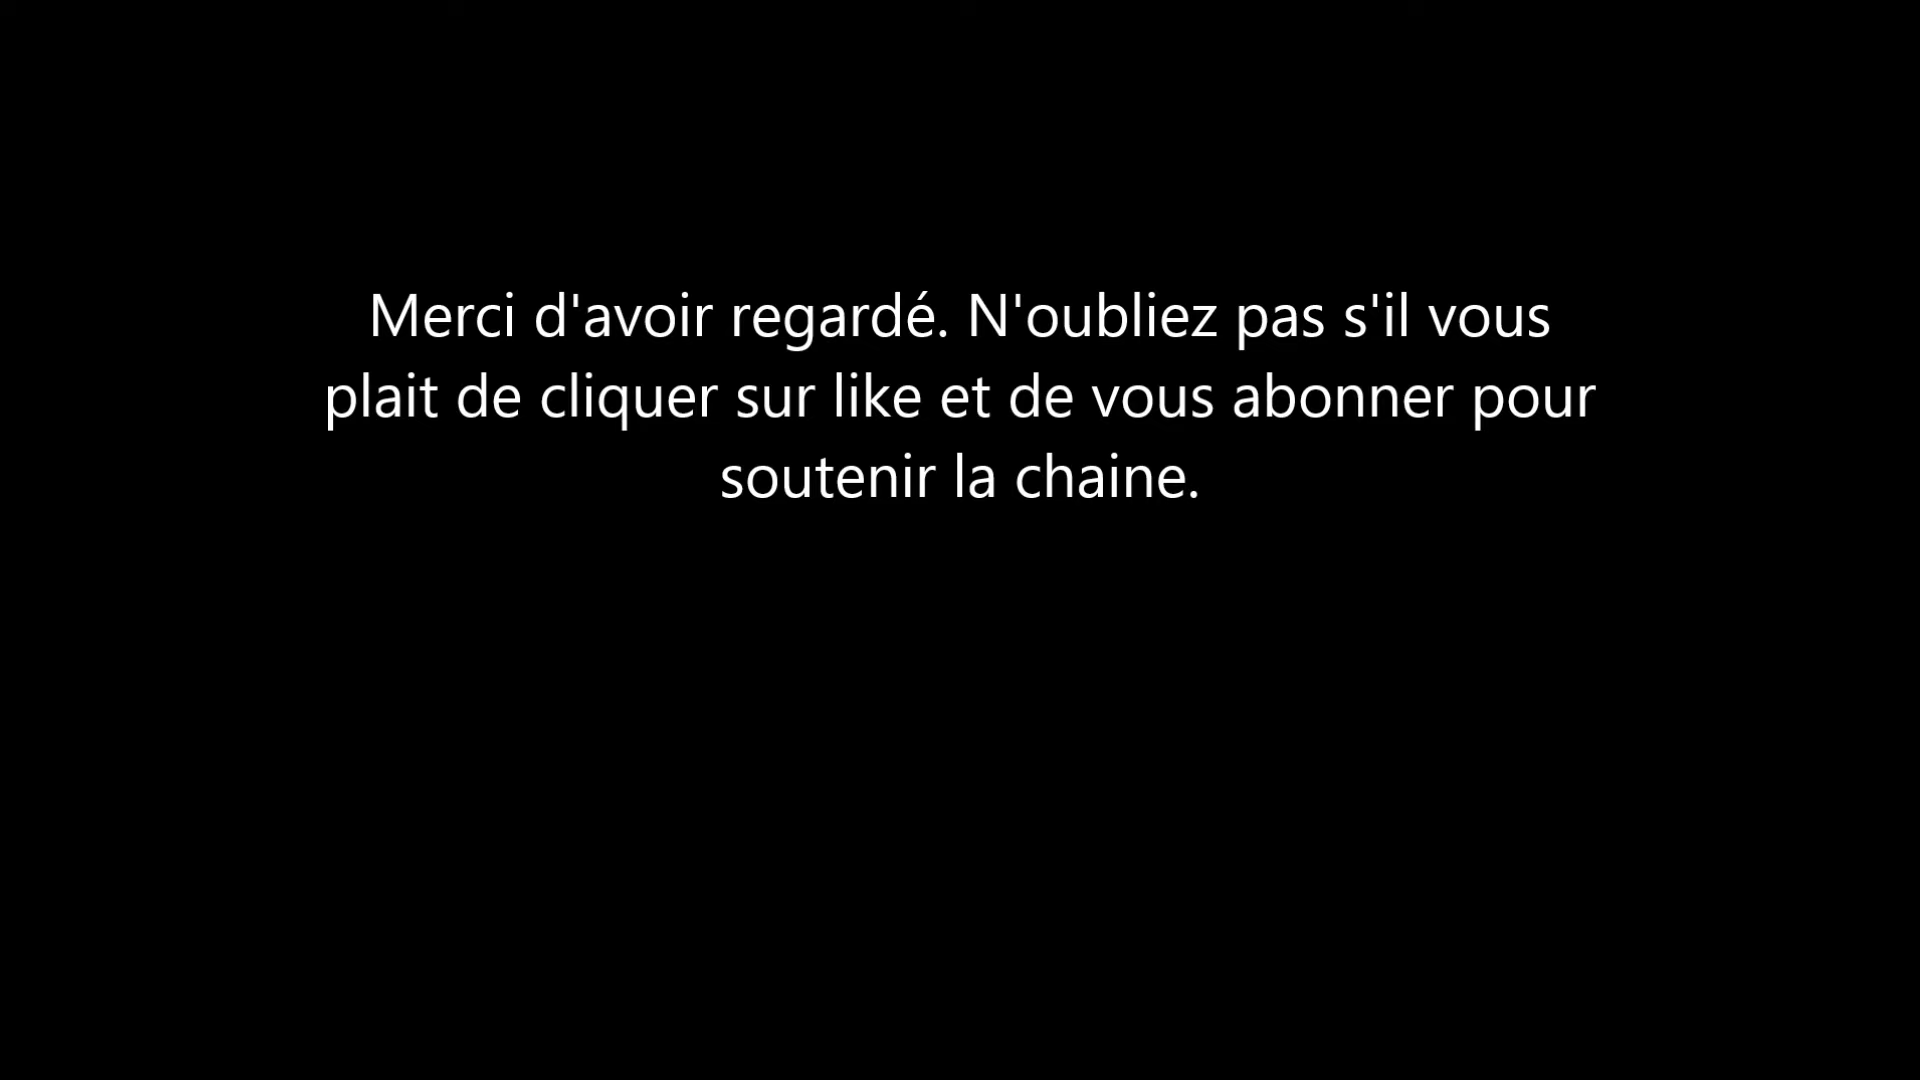 Merci d'avoir regardé. N'oubliez pas s'il vous
plait de cliquer sur like et de vous abonner pour
soutenir la chaine.